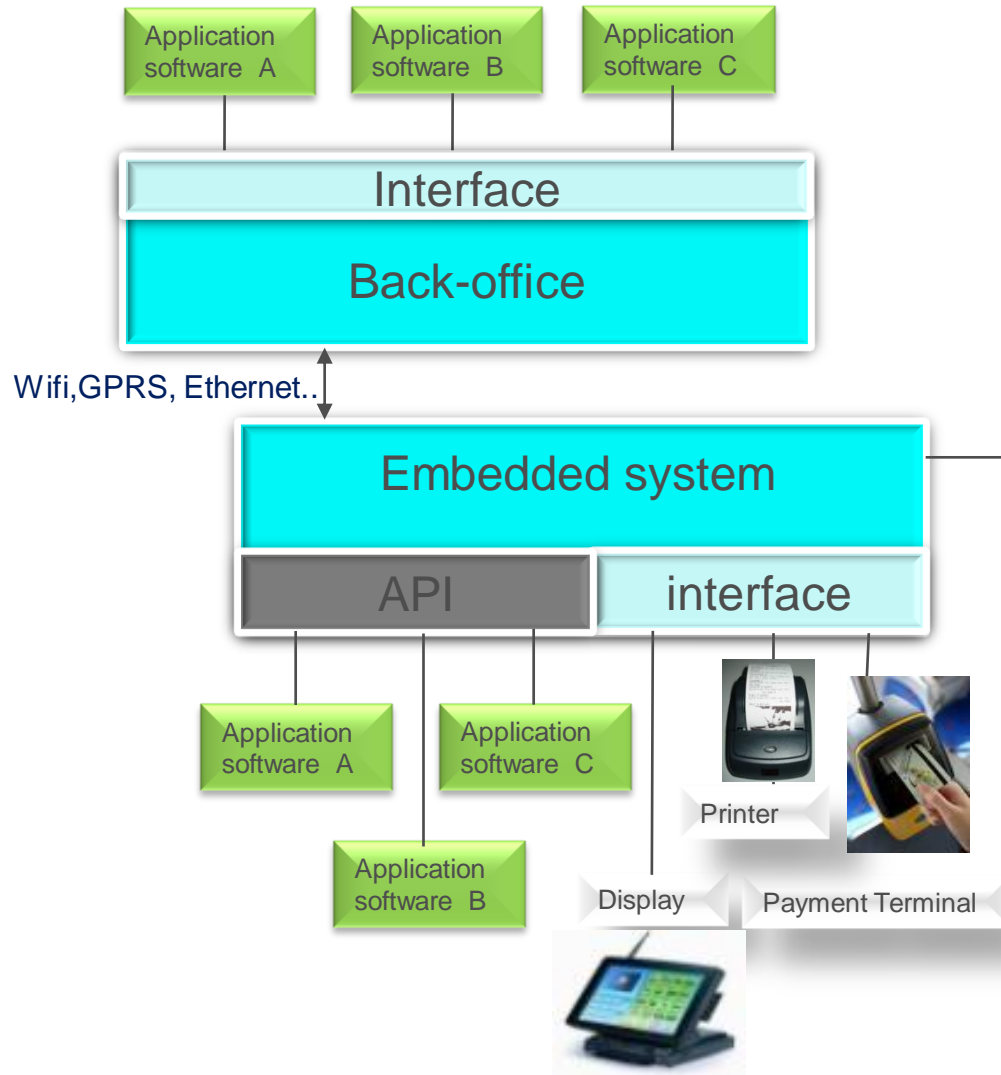 Application
software A
Application
software B
Application
software C
Interface
Back-office
Wifi,GPRS, Ethernet..
Embedded system
API
interface
Application
software A
Application
software C
Printer
Application
software B
Display
Payment Terminal